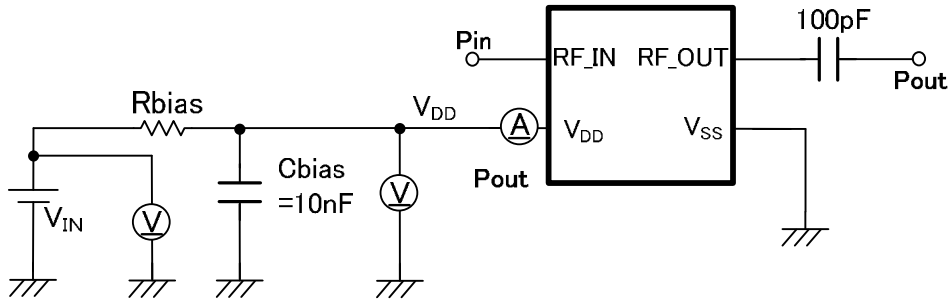 100pF
Pin
RF_IN
RF_OUT
Pout
Rbias
VDD
A
VDD
VSS
Pout
Cbias
=10nF
VIN
V
V